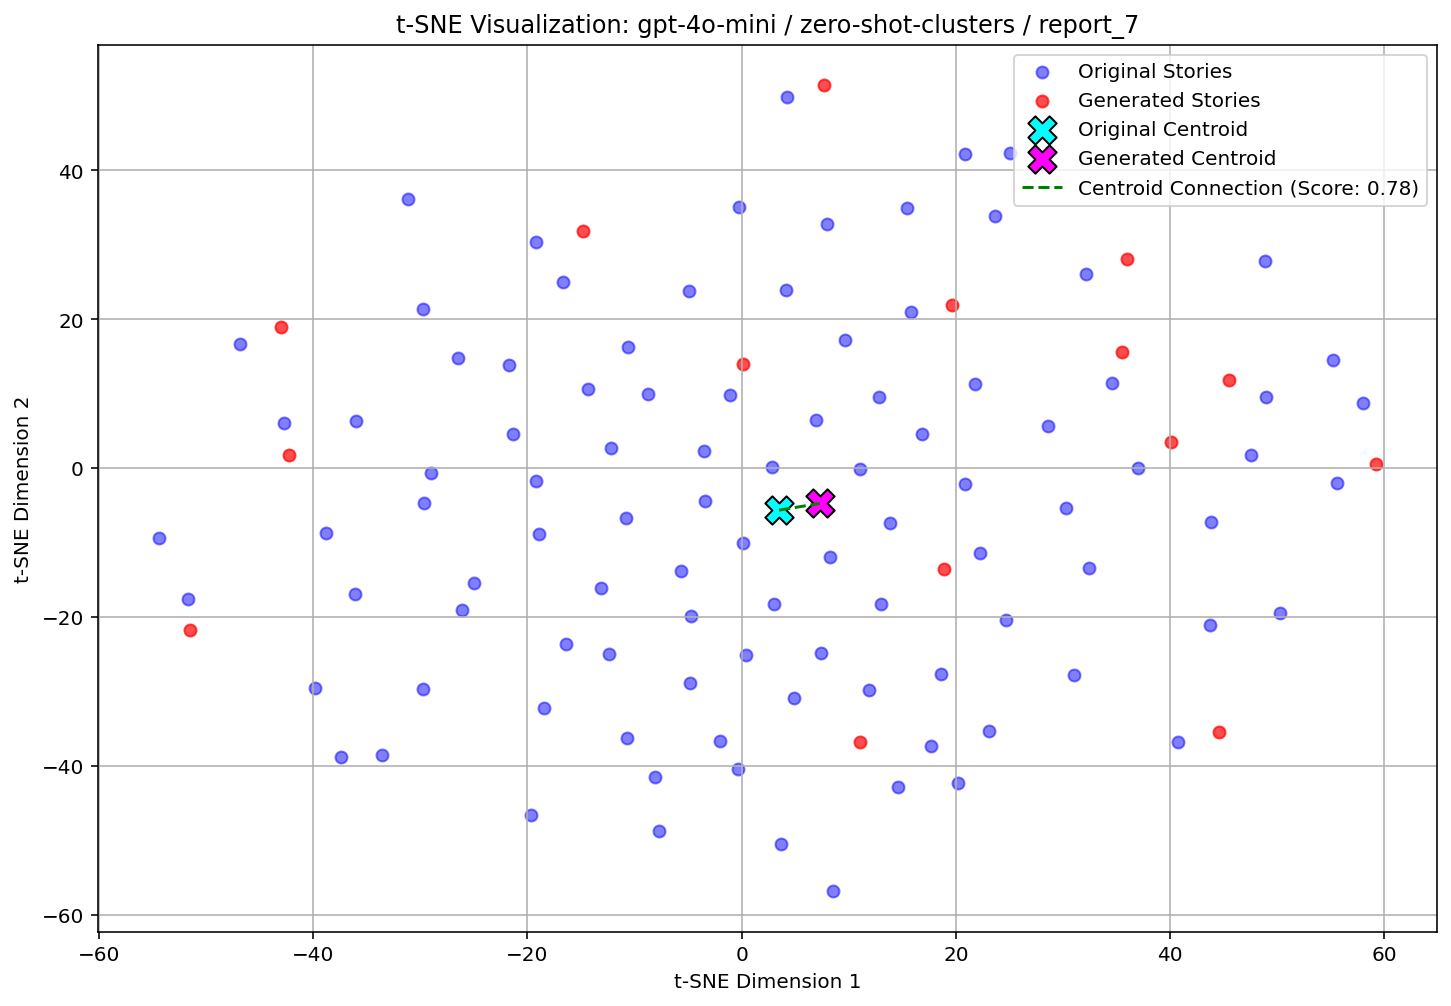 t-SNE Visualization: gpt-4o-mini / zero-shot-clusters / report_7
Original Stories
Generated Stories
Original Centroid
Generated Centroid
Centroid Connection (Score: 0.78)
40
20
0
−20
−40
−60
t-SNE Dimension 2
−60
−40
−20
0
20
40
60
t-SNE Dimension 1